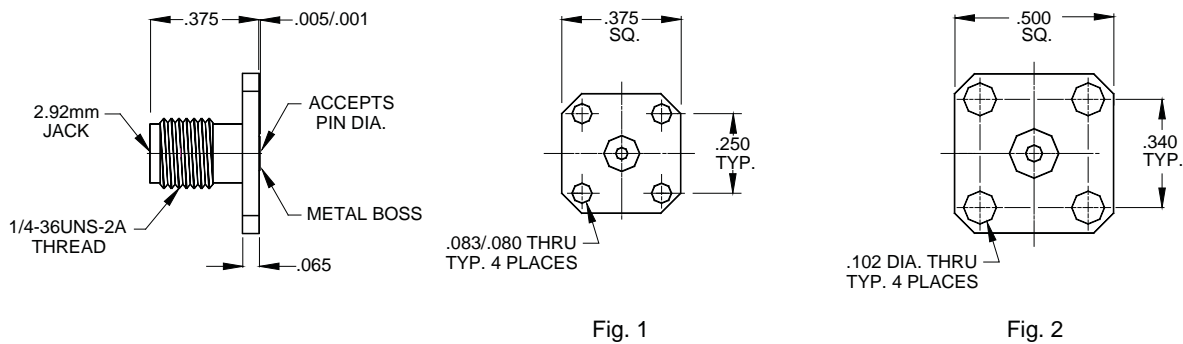 .375
.005/.001
2.92mm
JACK
ACCEPTS
PIN DIA.
METAL BOSS
1/4-36UNS-2A
THREAD
.065
.375
SQ.
.250
TYP.
.083/.080 THRU
TYP. 4 PLACES
Fig. 1
.500
SQ.
.340
TYP.
.102 DIA. THRU
TYP. 4 PLACES
Fig. 2